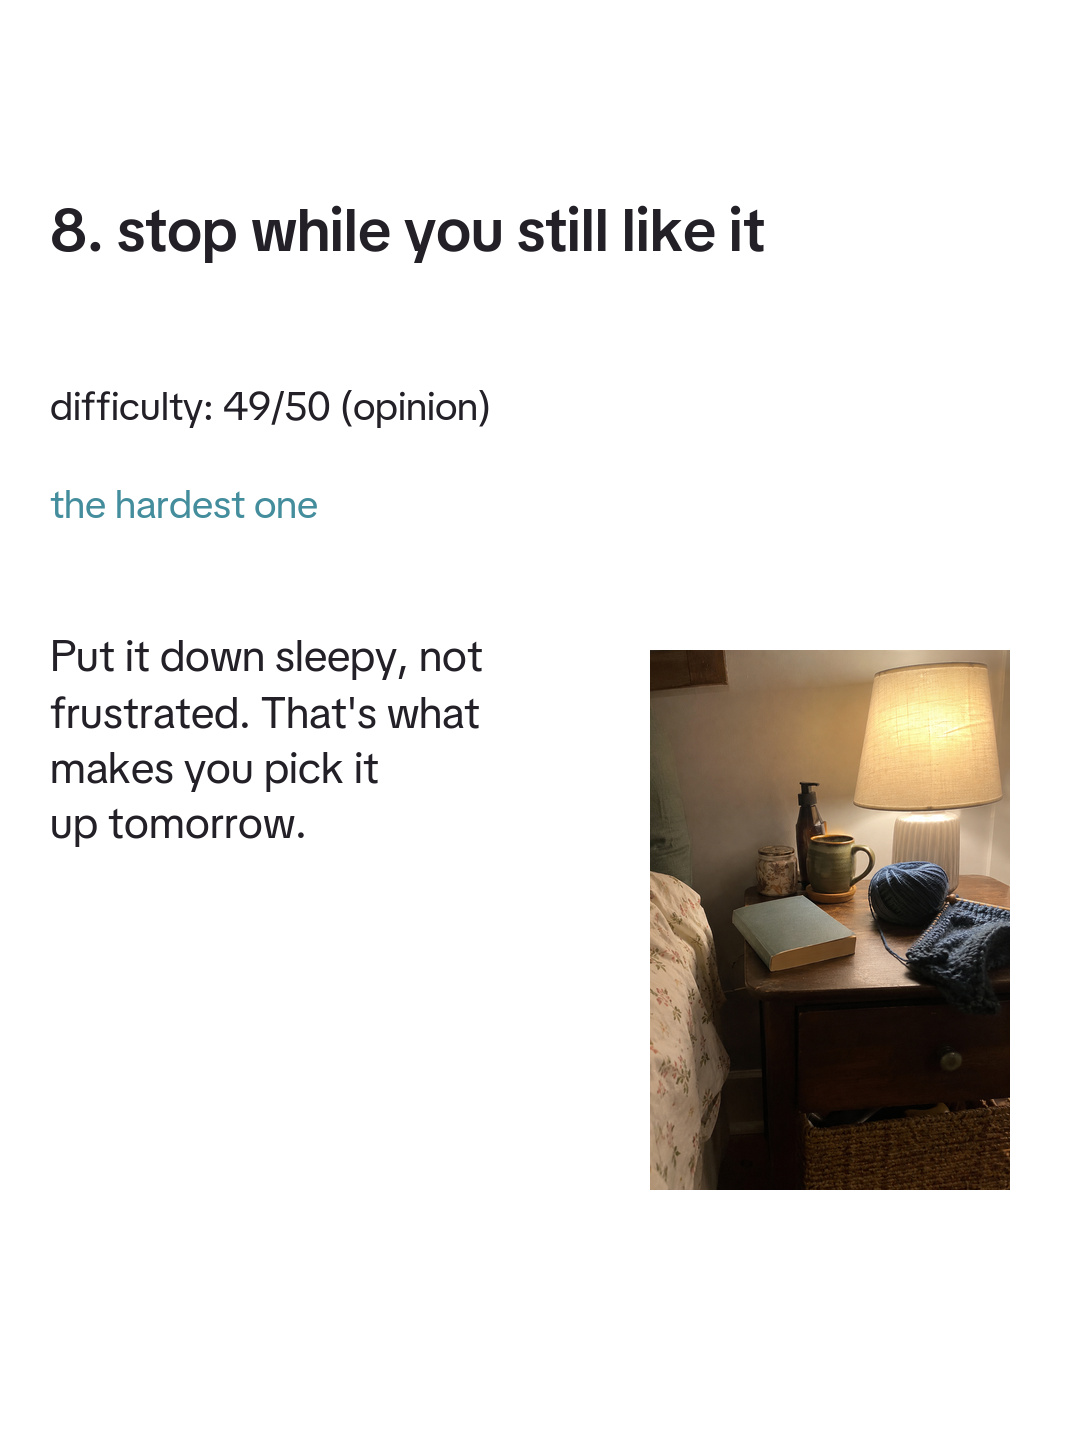 8. stop while you still like it
difficulty: 49/50 (opinion)
the hardest one
Put it down sleepy, not
frustrated. That's what
makes you pick it
up tomorrow.